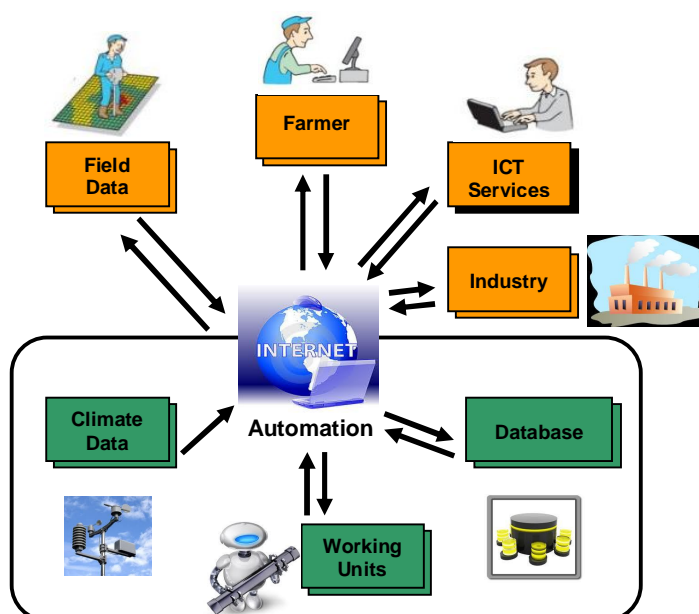 Farmer
Field
Data
ICT
Services
Industry
INTERNET
Automation
Climate
Data
Database
Working
Units